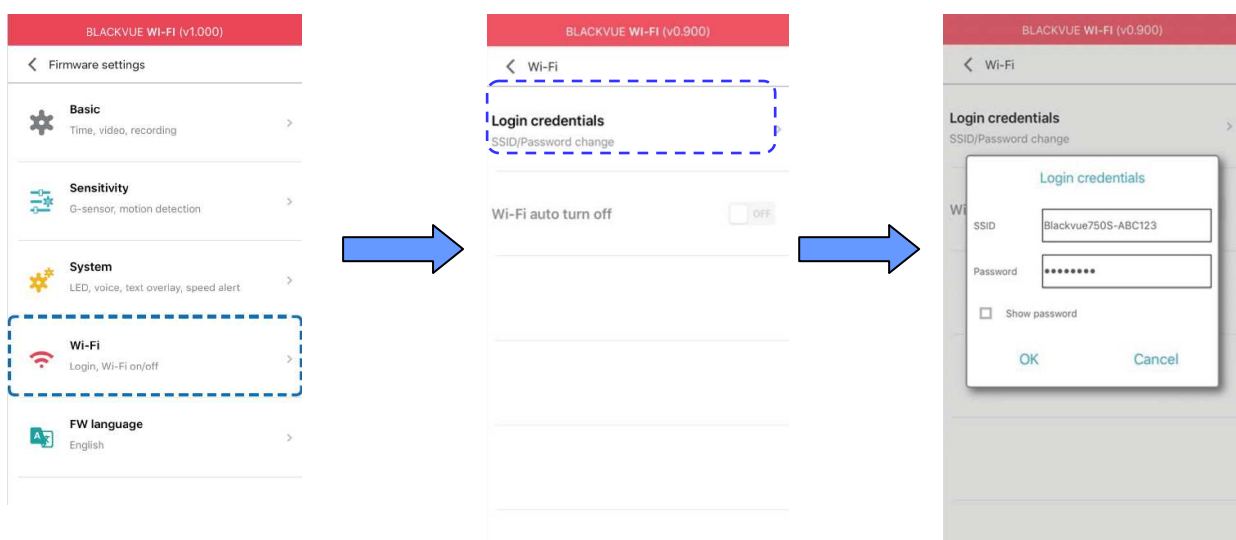 BLACKVUE WI-FI (v1.000)
Firmware settings
Basic
Time, video, recording
Sensitivity
G-sensor, motion detection
System
LED, voice, text overlay, speed alert
Wi-Fi
Login, Wi-Fi on/off
FW language
English
BLACKVUE WI-FI (v0.900)
Wi-Fi
Login credentials
SSID/Password change
Wi-Fi auto turn off
OFF
BLACKVUE WI-FI (v0.900)
Wi-Fi
Login credentials
SSID/Password change
Wi
Login credentials
SSID
Blackvue750S-ABC123
Password
••••••••
Show password
OK Cancel